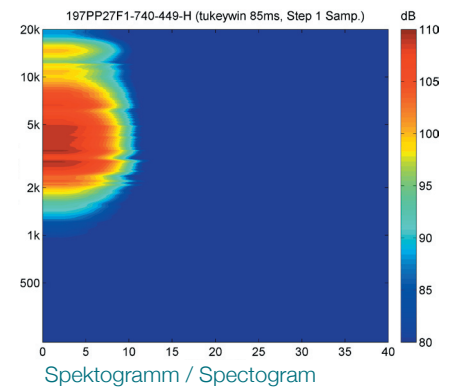 197PP27F1-740-449-H (tukeywin 85ms, Step 1 Samp.)
dB
20k
10k
5k
2k
1k
500
0 5 10 15 20 25 30 35 40
110
105
100
95
90
85
80
Spektogramm / Spectogram